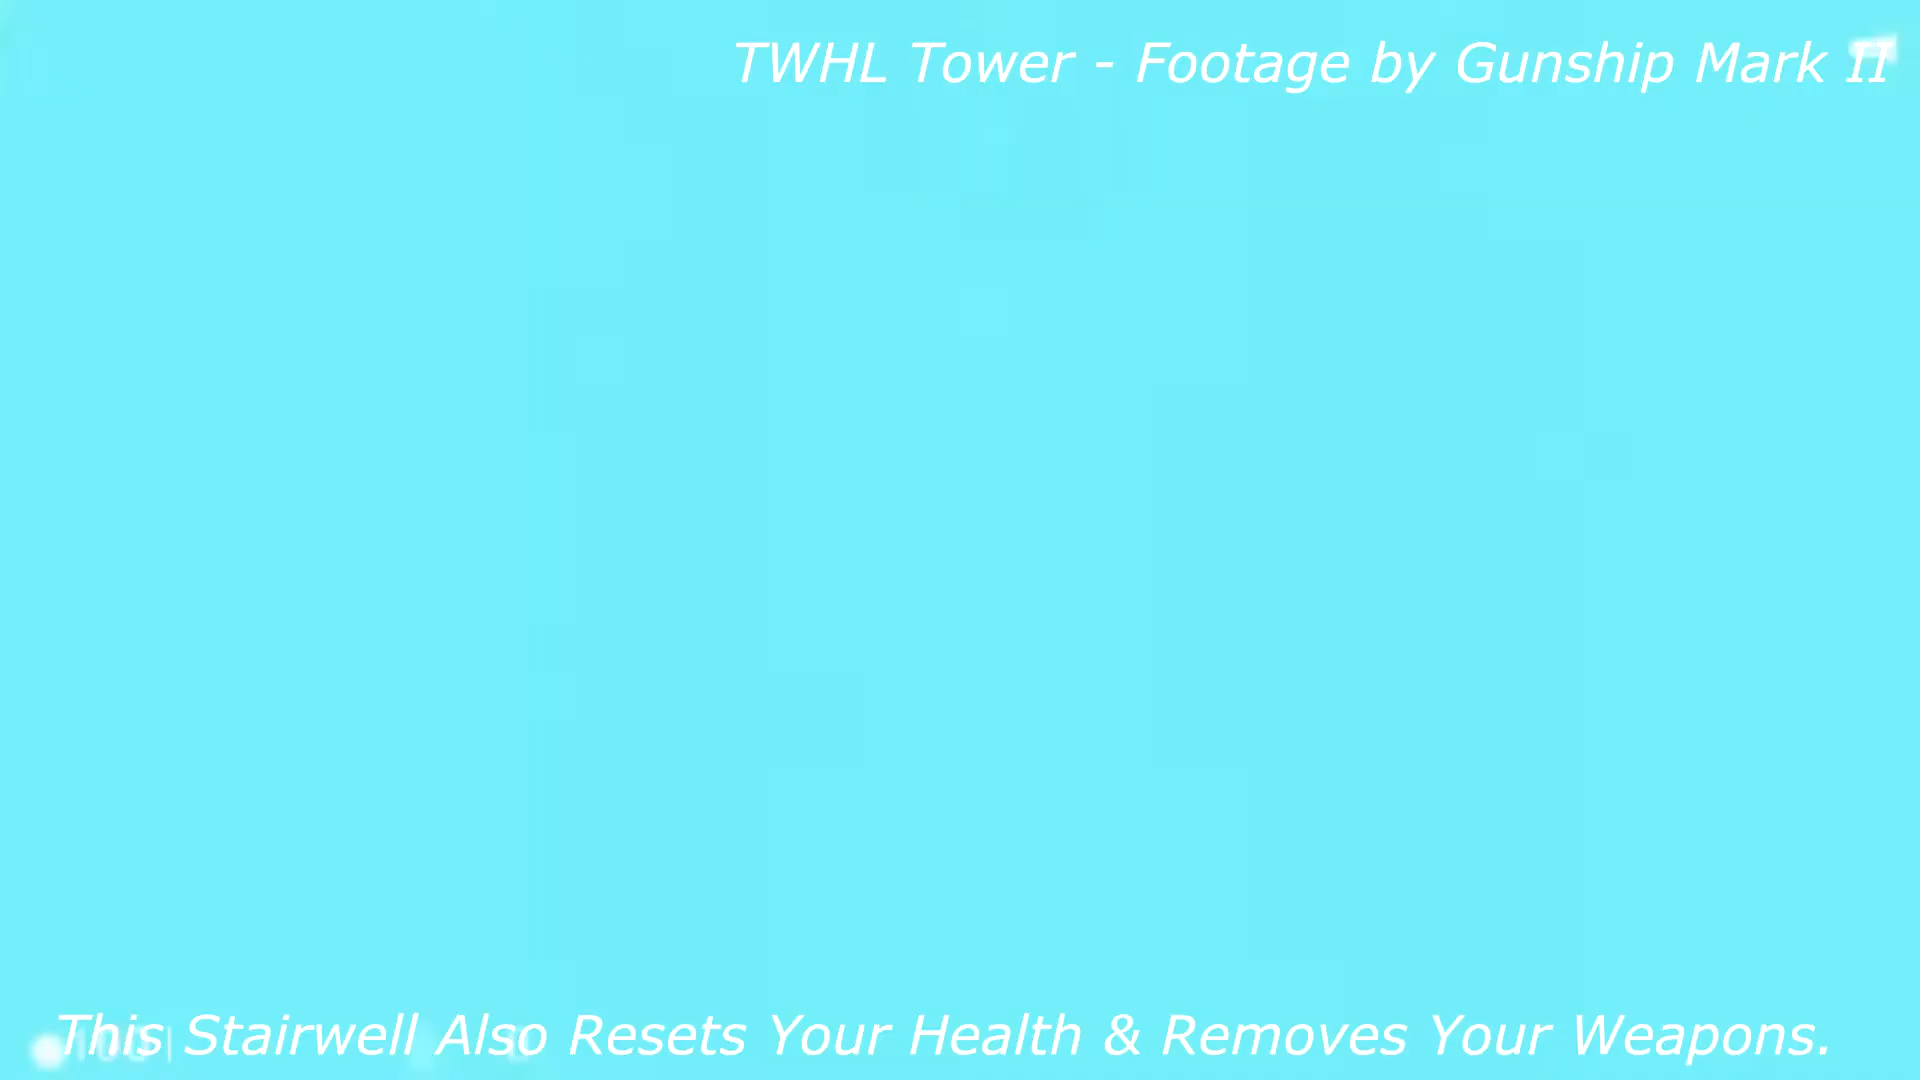 TWHL Tower - Footage by Gunship Mark II
This Stairwell Also Resets Your Health & Removes Your Weapons.